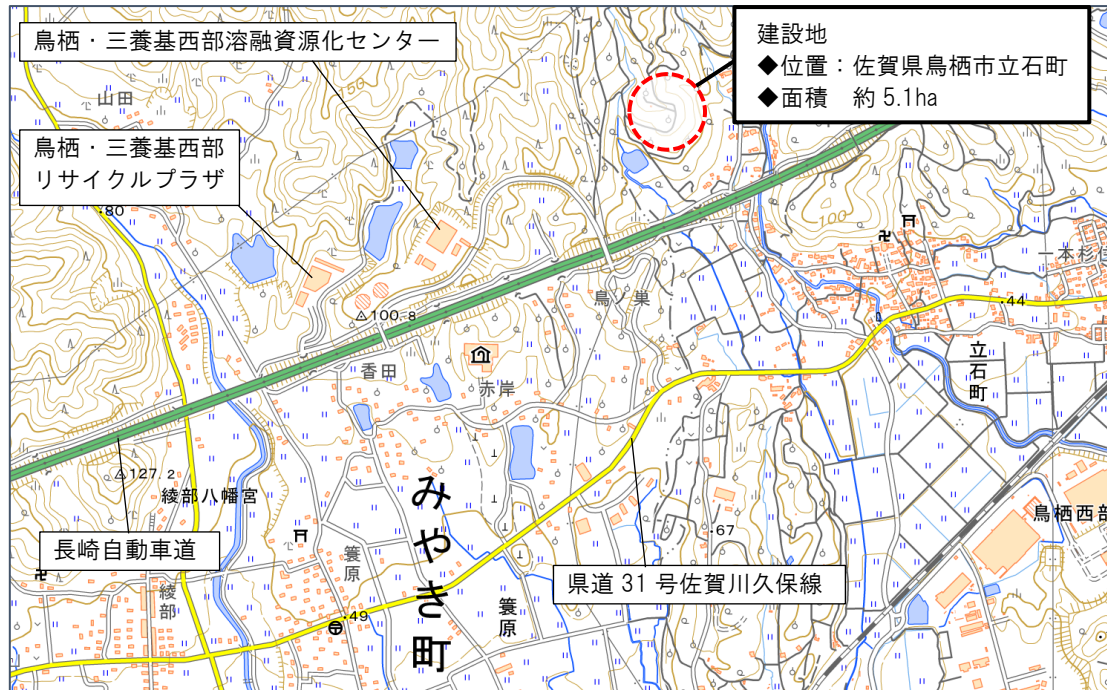 鳥栖・三養基西部溶融資源化センター
建設地
◆位置：佐賀県鳥栖市立石町
◆面積　約 5.1ha
150
山田
鳥栖・三養基西部
リサイクルプラザ
80
100
一本杉
鳥ノ巣
44
100.8
立石町
香田
赤岸
127.2
綾部八幡宮
みやき町
鳥栖西部
67
長崎自動車道
簑原
県道 31 号佐賀川久保線
綾部
簑原
49